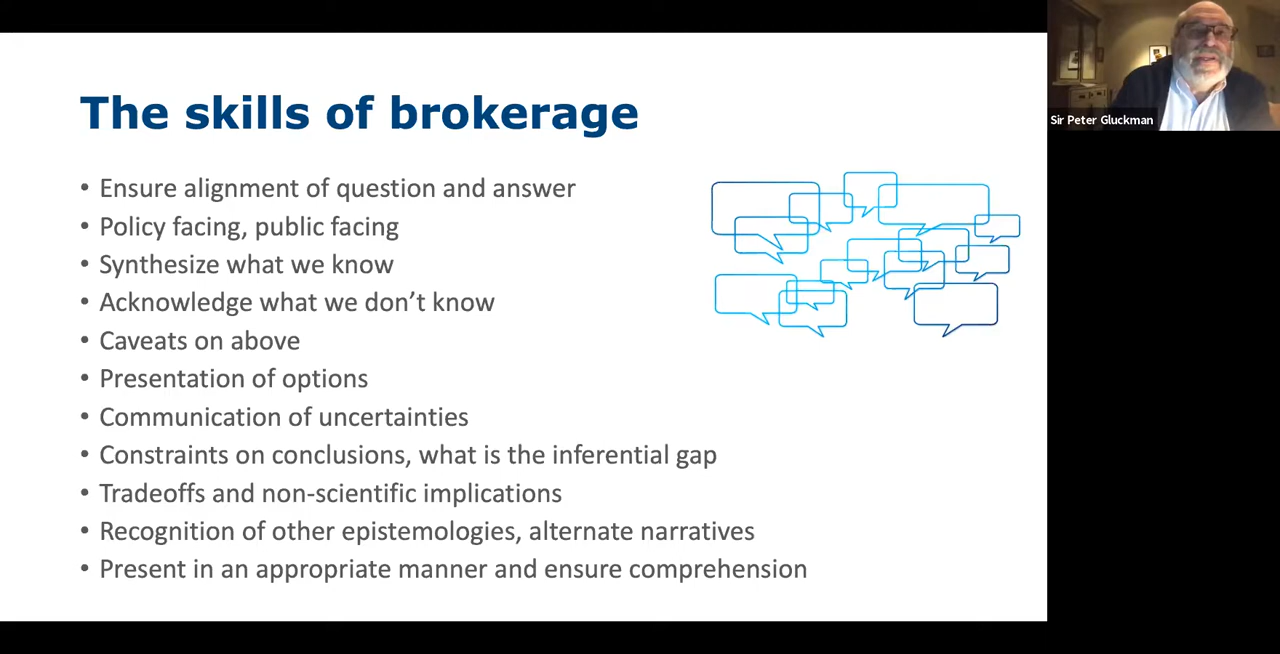 The skills of brokerage
• Ensure alignment of question and answer
• Policy facing, public facing
• Synthesize what we know
• Acknowledge what we don’t know
• Caveats on above
• Presentation of options
• Communication of uncertainties
• Constraints on conclusions, what is the inferential gap
• Tradeoffs and non-scientific implications
• Recognition of other epistemologies, alternate narratives
• Present in an appropriate manner and ensure comprehension
Sir Peter Gluckman